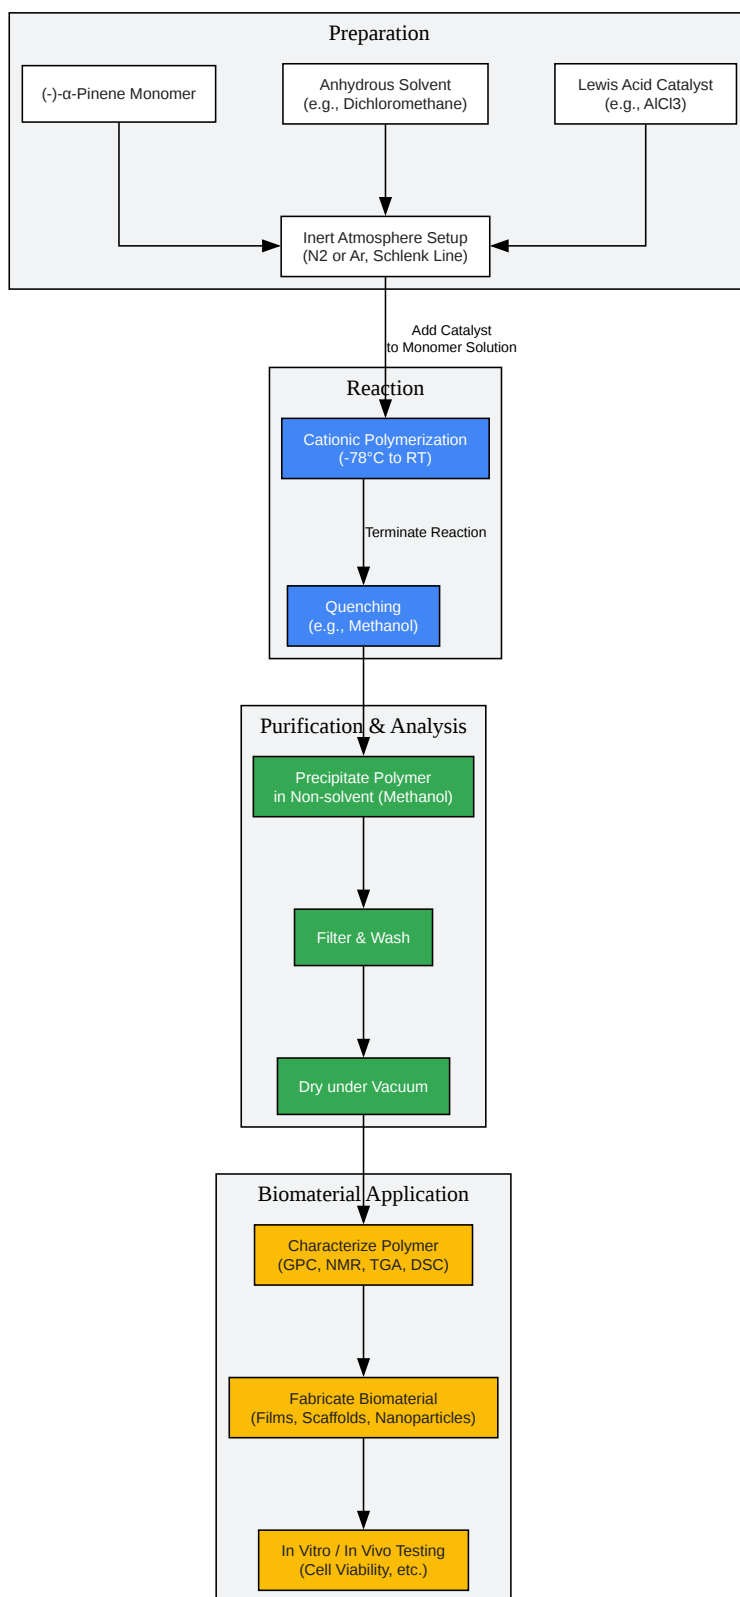 Preparation
(-)-α-Pinene Monomer
Anhydrous Solvent
(e.g., Dichloromethane)
Lewis Acid Catalyst
(e.g., AlCl3)
Inert Atmosphere Setup
(N2 or Ar, Schlenk Line)
Add Catalyst
to Monomer Solution
Reaction
Cationic Polymerization
(-78°C to RT)
Terminate Reaction
Quenching
(e.g., Methanol)
Purification & Analysis
Precipitate Polymer
in Non-solvent (Methanol)
Filter & Wash
Dry under Vacuum
Biomaterial Application
Characterize Polymer
(GPC, NMR, TGA, DSC)
Fabricate Biomaterial
(Films, Scaffolds, Nanoparticles)
In Vitro / In Vivo Testing
(Cell Viability, etc.)